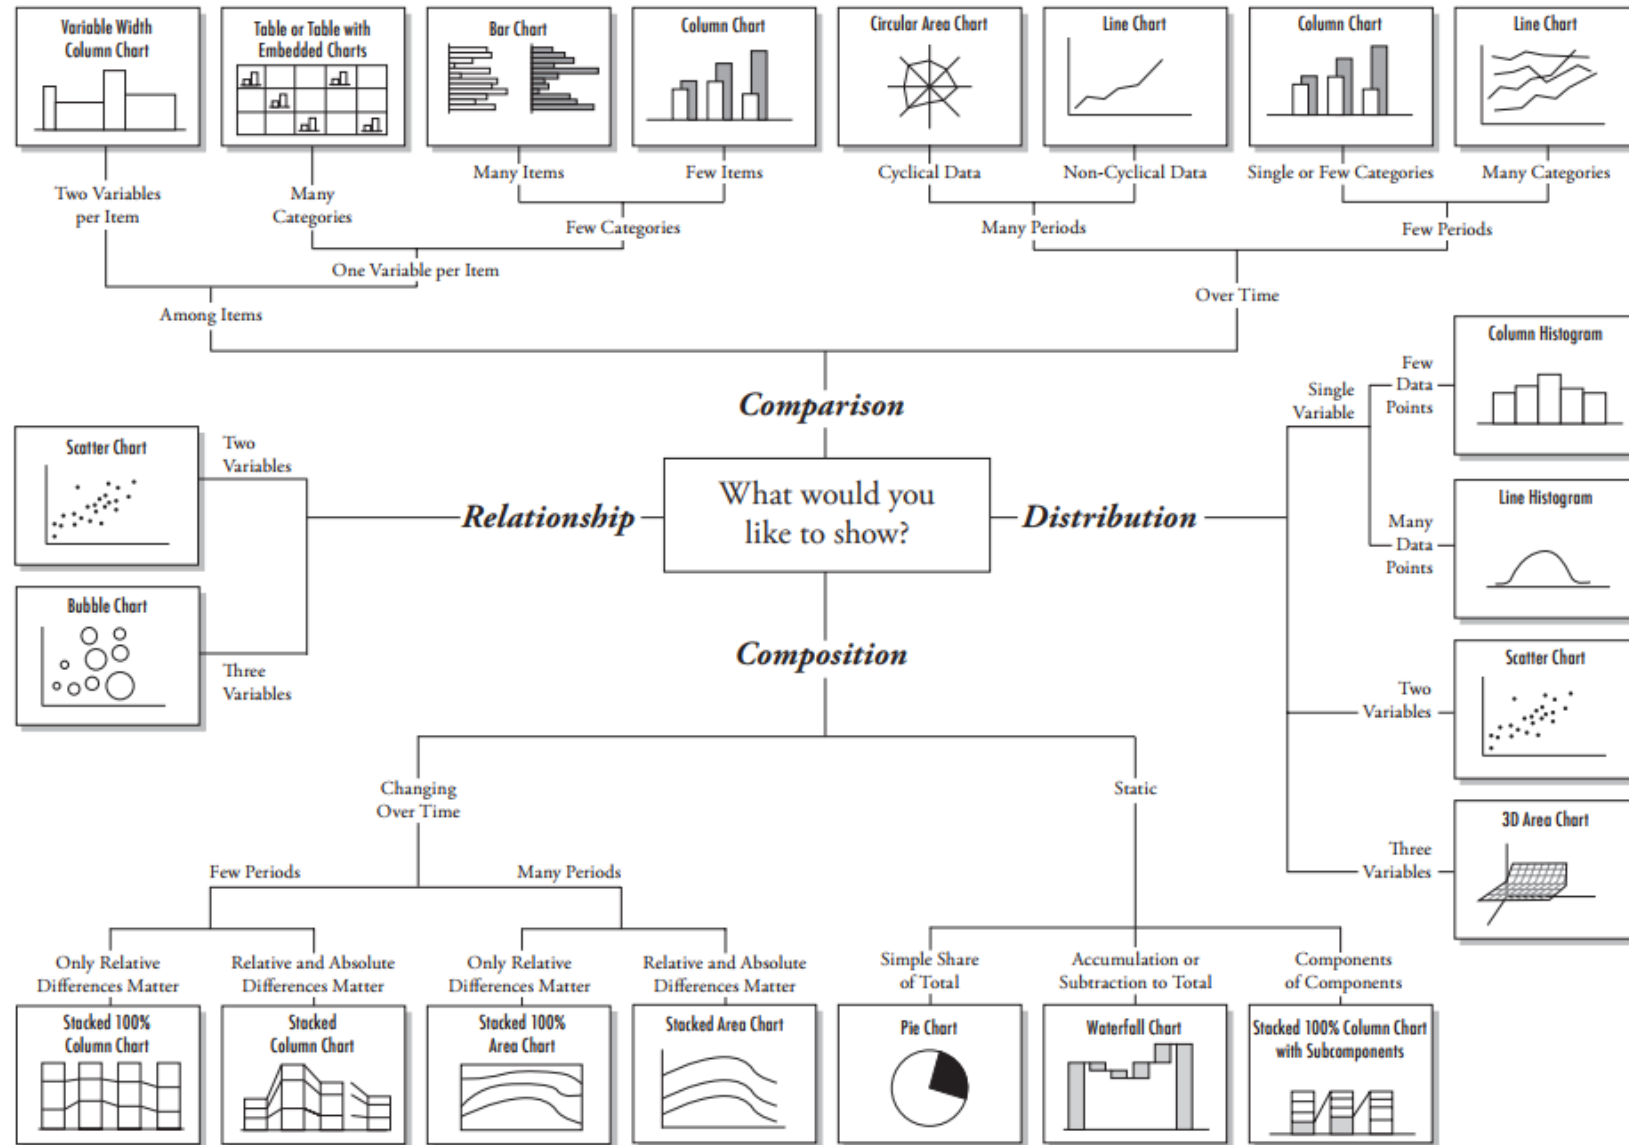 Variable Width
Column Chart
Table or Table with
Embedded Charts
Bar Chart
Column Chart
Circular Area Chart
Line Chart
Column Chart
Line Chart
Two Variables
per Item
Many
Categories
Many Items
Few Items
Cyclical Data
Non-Cyclical Data
Single or Few Categories
Many Categories
Few Categories
Many Periods
Few Periods
One Variable per Item
Among Items
Over Time
Comparison
What would you
like to show?
Relationship
Two
Variables
Scatter Chart
Three
Variables
Bubble Chart
Distribution
Single
Variable
Few
Data
Points
Column Histogram
Many
Data
Points
Line Histogram
Two
Variables
Scatter Chart
Three
Variables
3D Area Chart
Composition
Changing
Over Time
Static
Few Periods
Many Periods
Only Relative
Differences Matter
Relative and Absolute
Differences Matter
Only Relative
Differences Matter
Relative and Absolute
Differences Matter
Simple Share
of Total
Accumulation or
Subtraction to Total
Components
of Components
Stacked 100%
Column Chart
Stacked
Column Chart
Stacked 100%
Area Chart
Stacked Area Chart
Pie Chart
Waterfall Chart
Stacked 100% Column Chart
with Subcomponents